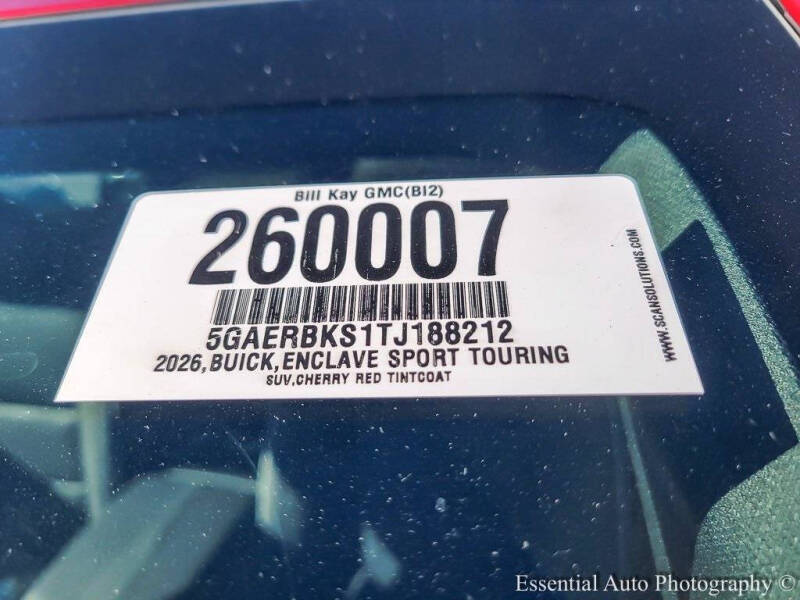 Bill Kay GMC(BI2)
260007
5GAERBKS1TJ188212
2026,BUICK,ENCLAVE SPORT TOURING
SUV,CHERRY RED TINTCOAT
WWW.SCANSOLUTIONS.COM
Essential Auto Photography ©